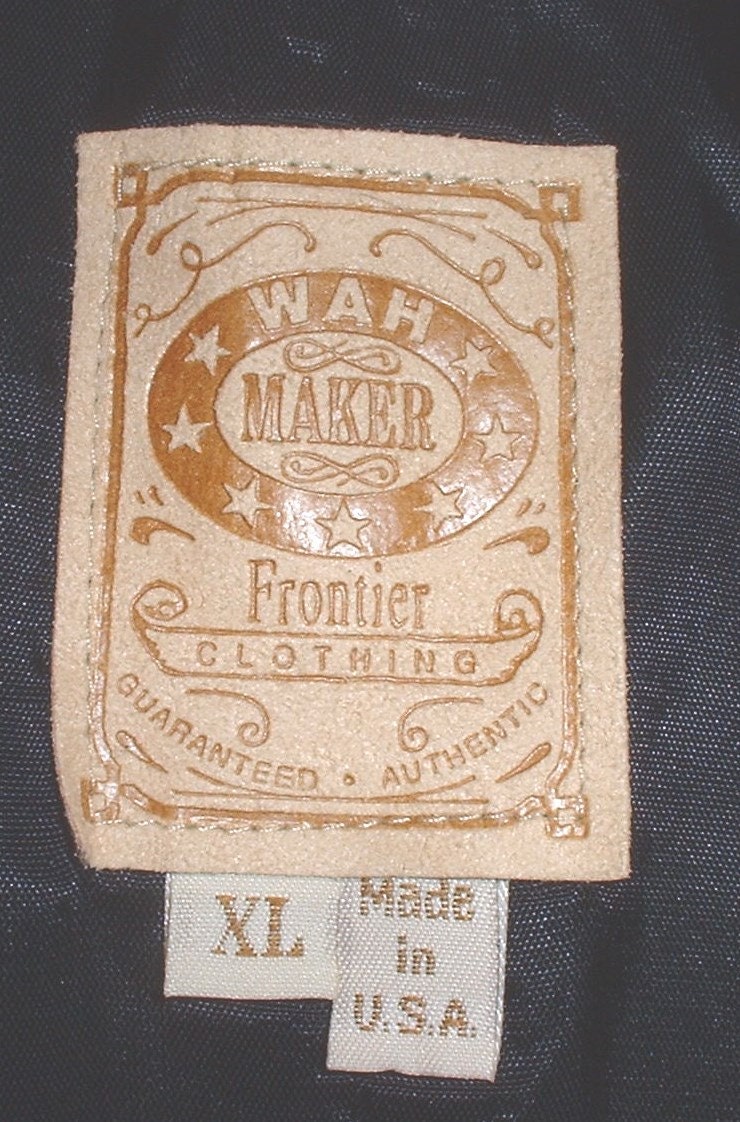 WAH
MAKER
Frontier
CLOTHING
GUARANTEED • AUTHENTIC
XL
Made
in
U.S.A.